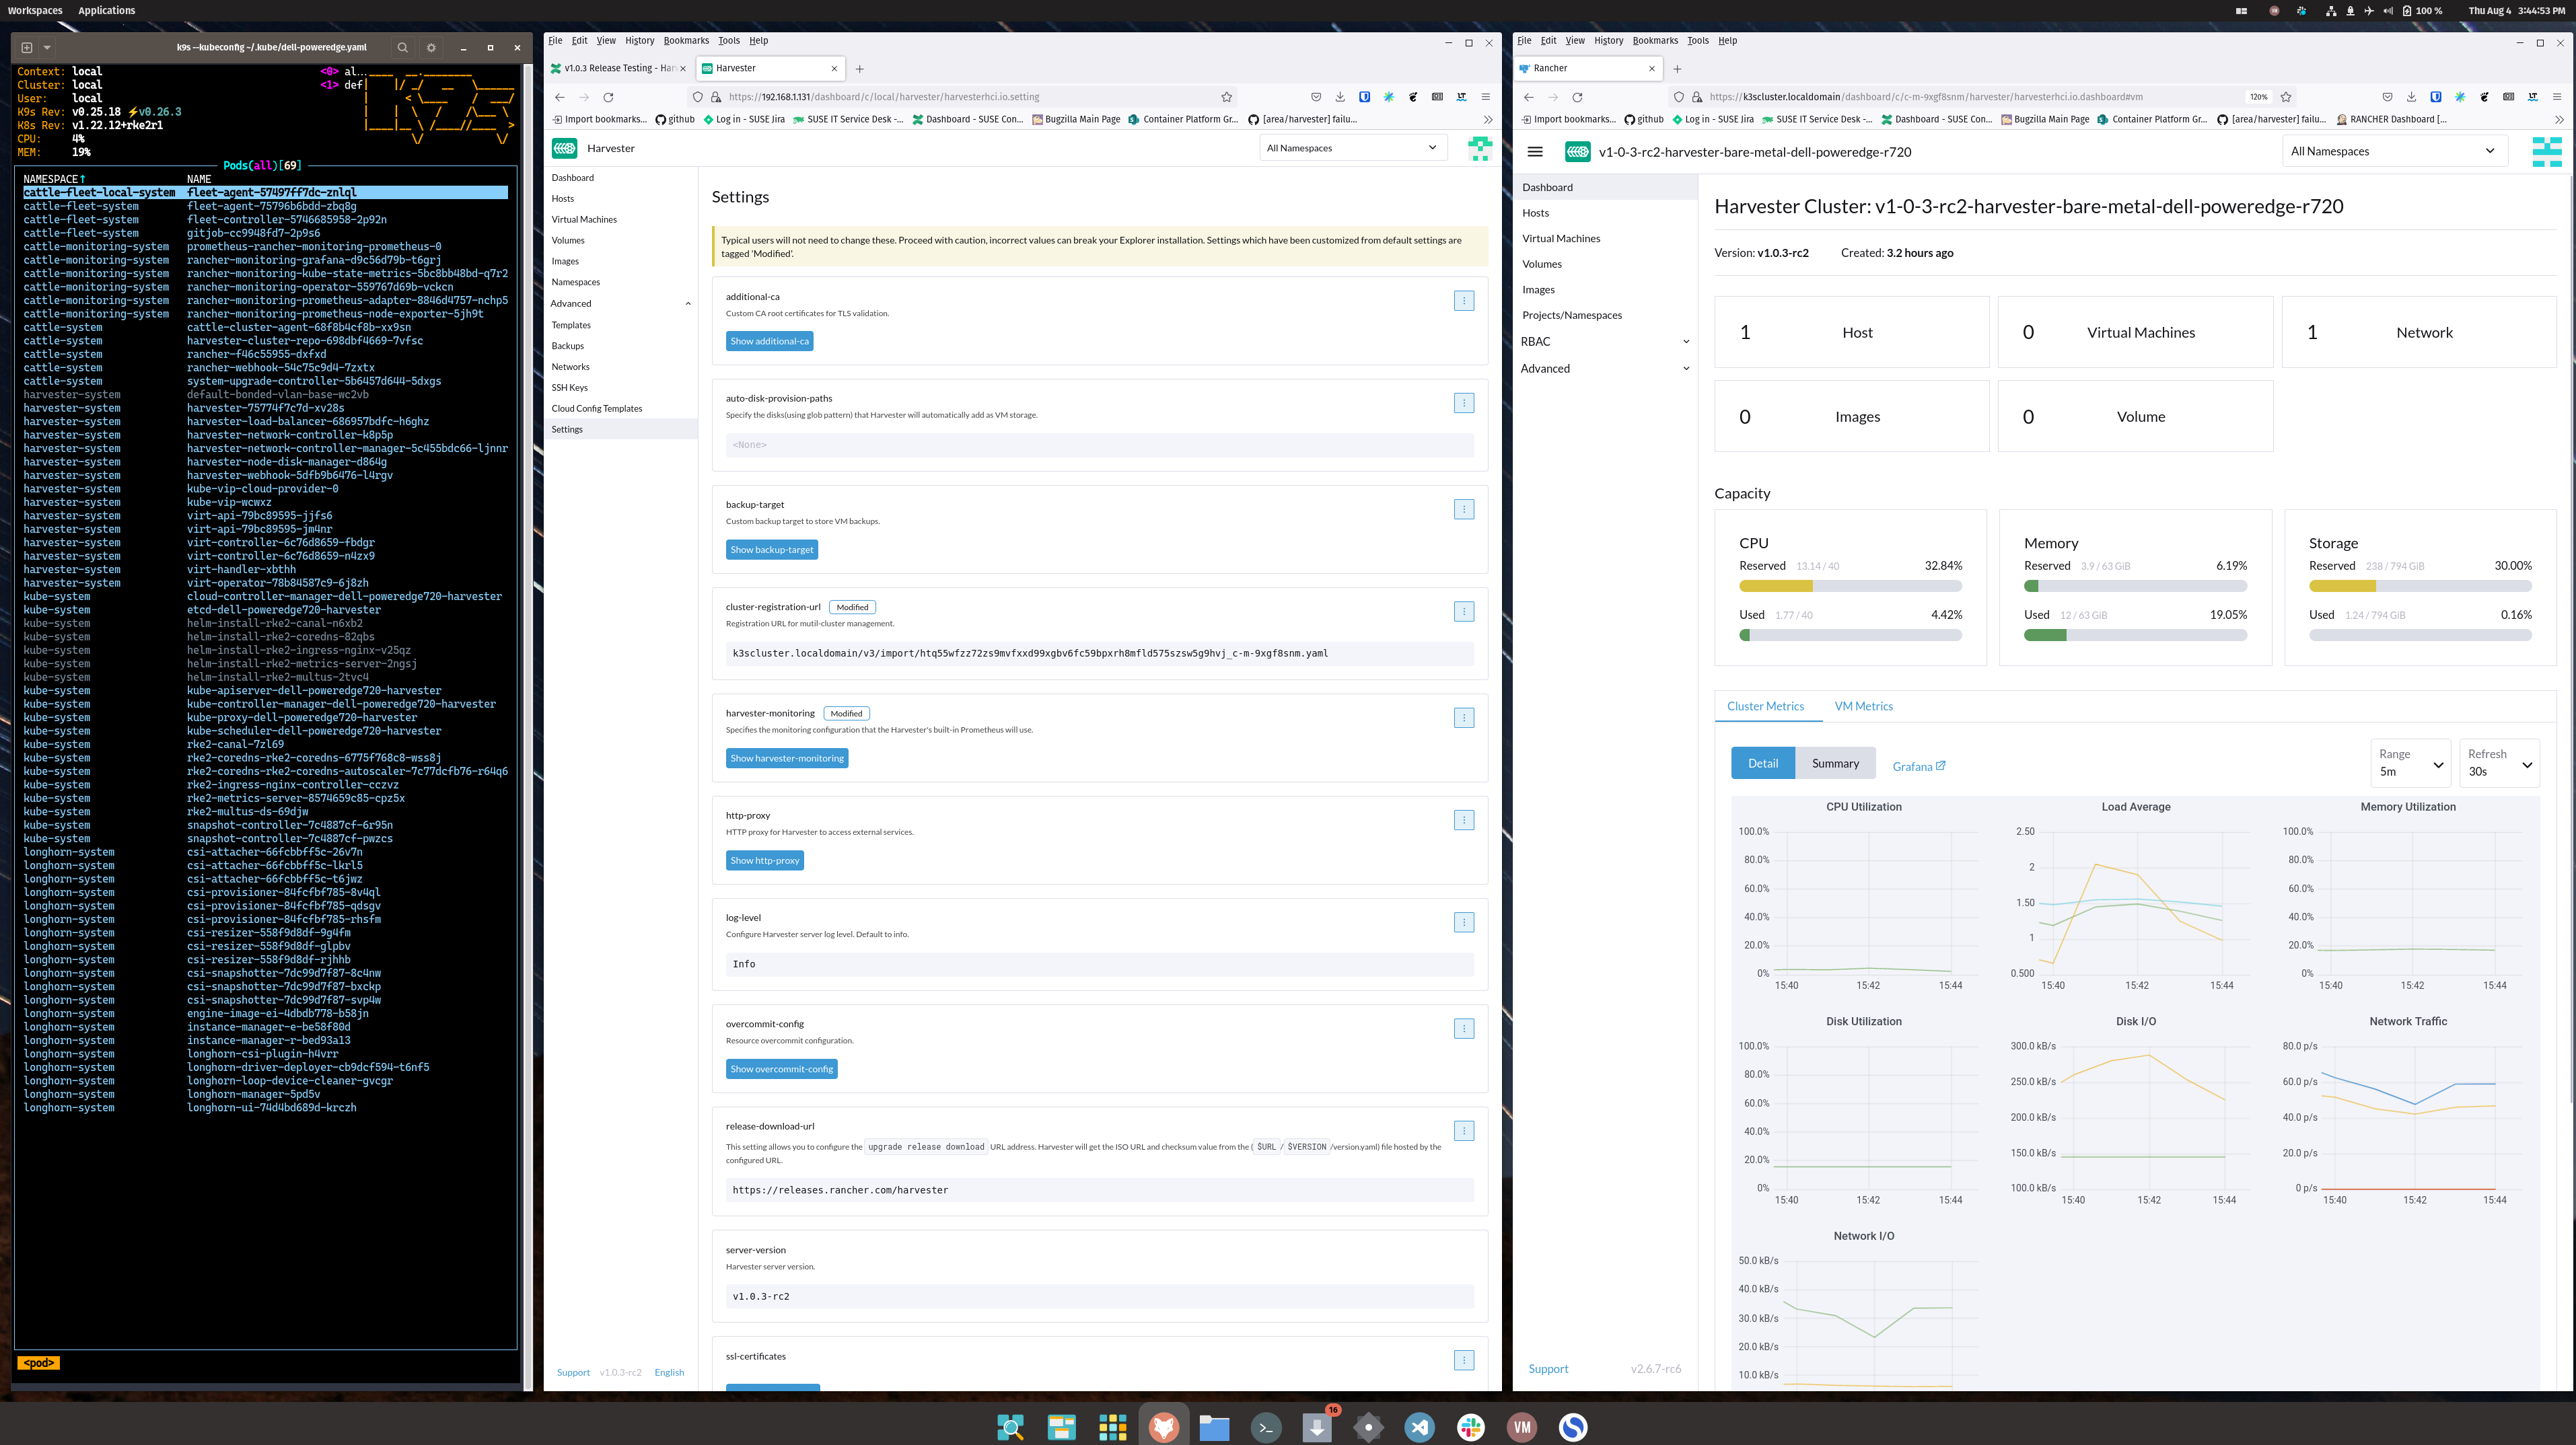 Workspaces Applications
100 % Thu Aug 4 3:44:53 PM
k9s --kubeconfig ~/.kube/dell-poweredge.yaml
Context: local <0> al...
Cluster: local <1> def
User: local
K9s Rev: v0.25.18 ⚡v0.26.3
K8s Rev: v1.22.12+rke2r1
CPU: 4%
MEM: 19%
Pods(all)[69]
NAMESPACE↑ NAME
cattle-fleet-local-system fleet-agent-57497ff7dc-znlql
cattle-fleet-system fleet-agent-75796b6bdd-zbq8g
cattle-fleet-system fleet-controller-5746685958-2p92n
cattle-fleet-system gitjob-cc9948fd7-2p9s6
cattle-monitoring-system prometheus-rancher-monitoring-prometheus-0
cattle-monitoring-system rancher-monitoring-grafana-d9c56d79b-t6grj
cattle-monitoring-system rancher-monitoring-kube-state-metrics-5bc8bb48bd-q7r2
cattle-monitoring-system rancher-monitoring-operator-559767d69b-vckcn
cattle-monitoring-system rancher-monitoring-prometheus-adapter-8846d4757-nchp5
cattle-monitoring-system rancher-monitoring-prometheus-node-exporter-5jh9t
cattle-system cattle-cluster-agent-68f8b4cf8b-xx9sn
cattle-system harvester-cluster-repo-698dbf4669-7vfsc
cattle-system rancher-f46c55955-dxfxd
cattle-system rancher-webhook-54c75c9d4-7zxtx
cattle-system system-upgrade-controller-5b6457d644-5dxgs
harvester-system default-bonded-vlan-base-wc2vb
harvester-system harvester-75774f7c7d-xv28s
harvester-system harvester-load-balancer-686957bdfc-h6ghz
harvester-system harvester-network-controller-k8p5p
harvester-system harvester-network-controller-manager-5c455bdc66-ljnnr
harvester-system harvester-node-disk-manager-d864g
harvester-system harvester-webhook-5dfb9b6476-l4rgv
harvester-system kube-vip-cloud-provider-0
harvester-system kube-vip-wcwxz
harvester-system virt-api-79bc89595-jjfs6
harvester-system virt-api-79bc89595-jm4nr
harvester-system virt-controller-6c76d8659-fbdgr
harvester-system virt-controller-6c76d8659-n4zx9
harvester-system virt-handler-xbthh
harvester-system virt-operator-78b84587c9-6j8zh
kube-system cloud-controller-manager-dell-poweredge720-harvester
kube-system etcd-dell-poweredge720-harvester
kube-system helm-install-rke2-canal-n6xb2
kube-system helm-install-rke2-coredns-82qbs
kube-system helm-install-rke2-ingress-nginx-v25qz
kube-system helm-install-rke2-metrics-server-2ngsj
kube-system helm-install-rke2-multus-2tvc4
kube-system kube-apiserver-dell-poweredge720-harvester
kube-system kube-controller-manager-dell-poweredge720-harvester
kube-system kube-proxy-dell-poweredge720-harvester
kube-system kube-scheduler-dell-poweredge720-harvester
kube-system rke2-canal-7zl69
kube-system rke2-coredns-rke2-coredns-6775f768c8-wss8j
kube-system rke2-coredns-rke2-coredns-autoscaler-7c77dcfb76-r64q6
kube-system rke2-ingress-nginx-controller-cczvz
kube-system rke2-metrics-server-8574659c85-cpz5x
kube-system rke2-multus-ds-69djw
kube-system snapshot-controller-7c4887cf-6r95n
kube-system snapshot-controller-7c4887cf-pwzcs
longhorn-system csi-attacher-66fcbbff5c-26v7n
longhorn-system csi-attacher-66fcbbff5c-lkrl5
longhorn-system csi-attacher-66fcbbff5c-t6jwz
longhorn-system csi-provisioner-84fcfbf785-8v4ql
longhorn-system csi-provisioner-84fcfbf785-qdsgv
longhorn-system csi-provisioner-84fcfbf785-rhsfm
longhorn-system csi-resizer-558f9d8df-9g4fm
longhorn-system csi-resizer-558f9d8df-glpbv
longhorn-system csi-resizer-558f9d8df-rjhhb
longhorn-system csi-snapshotter-7dc99d7f87-8c4nw
longhorn-system csi-snapshotter-7dc99d7f87-bxckp
longhorn-system csi-snapshotter-7dc99d7f87-svp4w
longhorn-system engine-image-ei-4dbdb778-b58jn
longhorn-system instance-manager-e-be58f80d
longhorn-system instance-manager-r-bed93a13
longhorn-system longhorn-csi-plugin-h4vrr
longhorn-system longhorn-driver-deployer-cb9dcf594-t6nf5
longhorn-system longhorn-loop-device-cleaner-gvcgr
longhorn-system longhorn-manager-5pd5v
longhorn-system longhorn-ui-74d4bd689d-krczh
<pod>
File Edit View History Bookmarks Tools Help
v1.0.3 Release Testing - Har Harvester
https://192.168.1.131/dashboard/c/local/harvester/harvesterhci.io.setting
Import bookmarks... github Log in - SUSE Jira SUSE IT Service Desk -... Dashboard - SUSE Con... Bugzilla Main Page Container Platform Gr... [area/harvester] failu...
Harvester All Namespaces
Dashboard
Hosts
Virtual Machines
Volumes
Images
Namespaces
Advanced
Templates
Backups
Networks
SSH Keys
Cloud Config Templates
Settings
Support v1.0.3-rc2 English
Settings
Typical users will not need to change these. Proceed with caution, incorrect values can break your Explorer installation. Settings which have been customized from default settings are
tagged 'Modified'.
additional-ca
Custom CA root certificates for TLS validation.
Show additional-ca
auto-disk-provision-paths
Specify the disks(using glob pattern) that Harvester will automatically add as VM storage.
<None>
backup-target
Custom backup target to store VM backups.
Show backup-target
cluster-registration-url Modified
Registration URL for mutil-cluster management.
k3scluster.localdomain/v3/import/htq55wfzz72zs9mvfxxd99xgbv6fc59bpxrh8mfld575szsw5g9hvj_c-m-9xgf8snm.yaml
harvester-monitoring Modified
Specifies the monitoring configuration that the Harvester's built-in Prometheus will use.
Show harvester-monitoring
http-proxy
HTTP proxy for Harvester to access external services.
Show http-proxy
log-level
Configure Harvester server log level. Default to info.
Info
overcommit-config
Resource overcommit configuration.
Show overcommit-config
release-download-url
This setting allows you to configure the upgrade release download URL address. Harvester will get the ISO URL and checksum value from the ( $URL / $VERSION /version.yaml) file hosted by the
configured URL.
https://releases.rancher.com/harvester
server-version
Harvester server version.
v1.0.3-rc2
ssl-certificates
File Edit View History Bookmarks Tools Help
Rancher
https://k3scluster.localdomain/dashboard/c/c-m-9xgf8snm/harvester/harvesterhci.io.dashboard#vm 120%
Import bookmarks... github Log in - SUSE Jira SUSE IT Service Desk -... Dashboard - SUSE Con... Bugzilla Main Page Container Platform Gr... [area/harvester] failu... RANCHER Dashboard [...
v1-0-3-rc2-harvester-bare-metal-dell-poweredge-r720 All Namespaces
Dashboard
Hosts
Virtual Machines
Volumes
Images
Projects/Namespaces
RBAC
Advanced
Support v2.6.7-rc6
Harvester Cluster: v1-0-3-rc2-harvester-bare-metal-dell-poweredge-r720
Version: v1.0.3-rc2 Created: 3.2 hours ago
1 Host 0 Virtual Machines 1 Network
0 Images 0 Volume
Capacity
CPU Memory Storage
Reserved 13.14 / 40 32.84% Reserved 3.9 / 63 GiB 6.19% Reserved 238 / 794 GiB 30.00%
Used 1.77 / 40 4.42% Used 12 / 63 GiB 19.05% Used 1.24 / 794 GiB 0.16%
Cluster Metrics VM Metrics
Detail Summary Grafana
Range 5m Refresh 30s
CPU Utilization
100.0%
80.0%
60.0%
40.0%
20.0%
0%
15:40 15:42 15:44
Load Average
2.50
2
1.50
1
0.500
15:40 15:42 15:44
Memory Utilization
100.0%
80.0%
60.0%
40.0%
20.0%
0%
15:40 15:42 15:44
Disk Utilization
100.0%
80.0%
60.0%
40.0%
20.0%
0%
15:40 15:42 15:44
Disk I/O
300.0 kB/s
250.0 kB/s
200.0 kB/s
150.0 kB/s
100.0 kB/s
15:40 15:42 15:44
Network Traffic
80.0 p/s
60.0 p/s
40.0 p/s
20.0 p/s
0 p/s
15:40 15:42 15:44
Network I/O
50.0 kB/s
40.0 kB/s
30.0 kB/s
20.0 kB/s
10.0 kB/s
16
VM